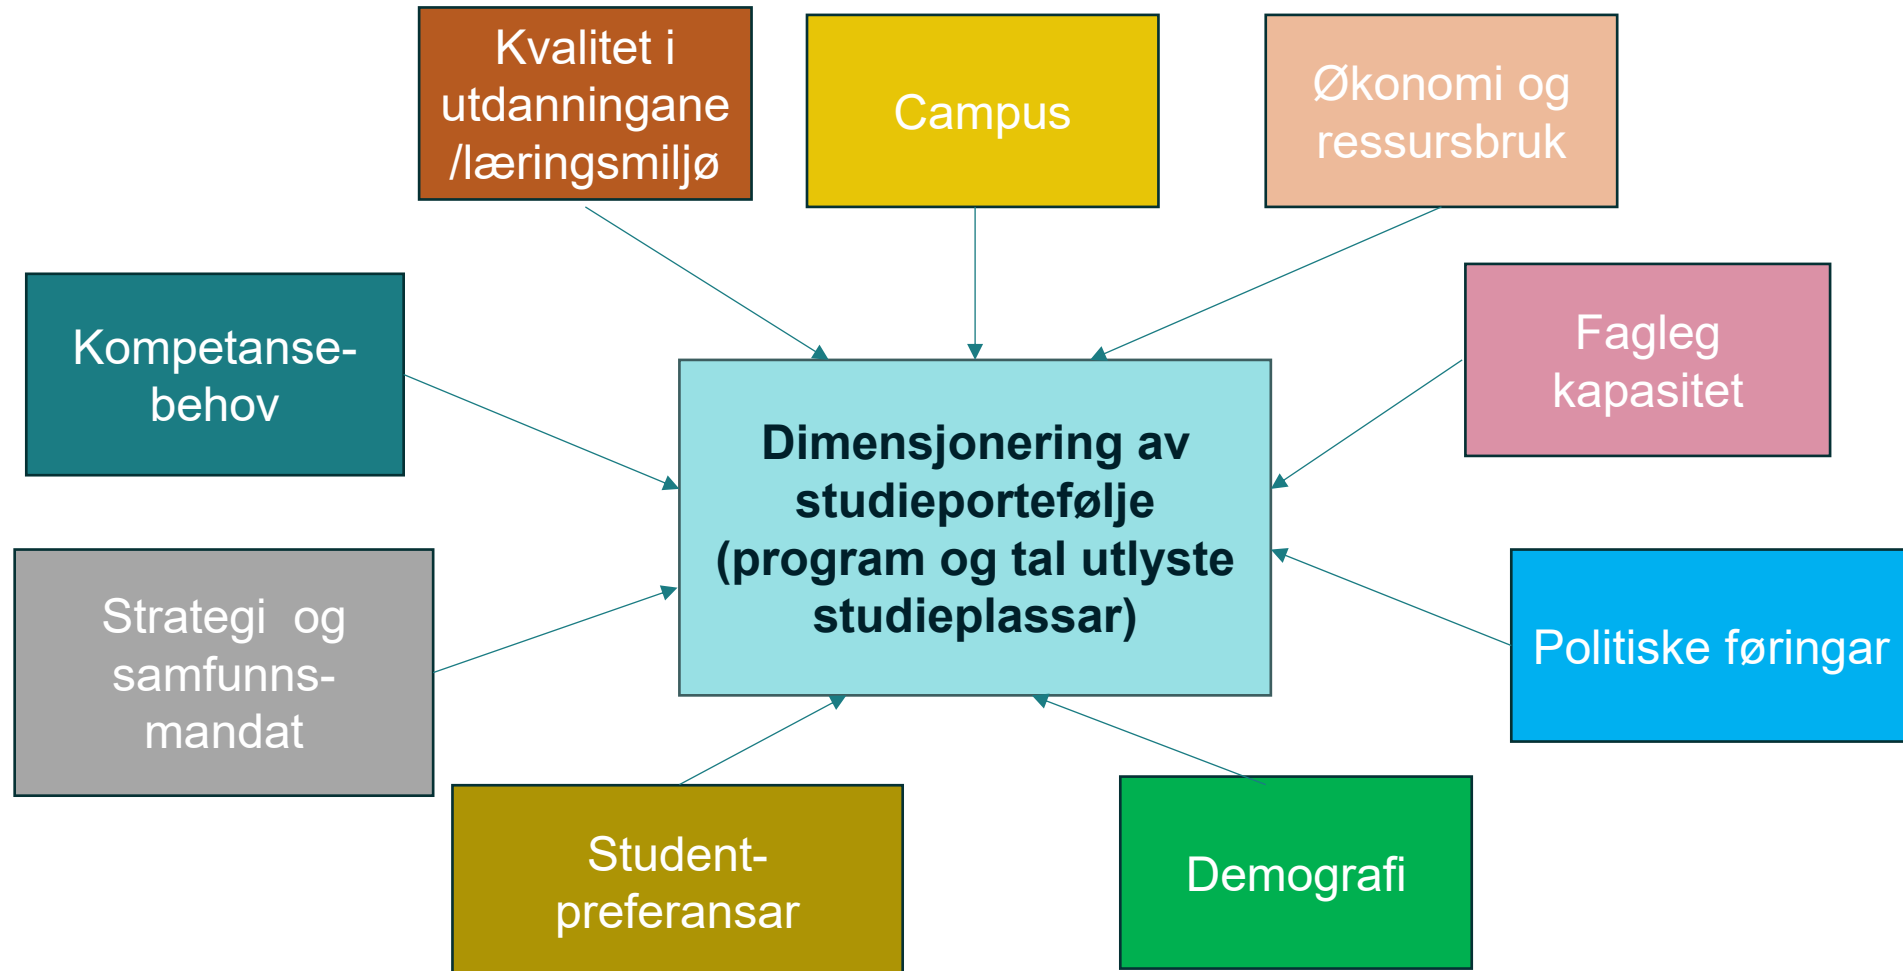 Kvalitet i
utdanningane
/læringsmiljø
Campus
Økonomi og
ressursbruk
Kompetanse-
behov
Fagleg
kapasitet
Dimensjonering av
studieportefølje
(program og tal utlyste
studieplassar)
Strategi  og
samfunns-
mandat
Politiske føringar
Student-
preferansar
Demografi